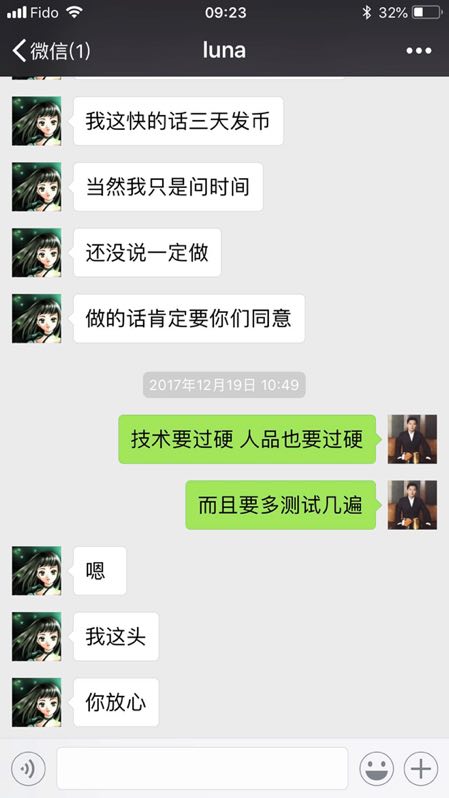 Fido 09:23 32%
微信(1) luna
我这快的话三天发币
当然我只是问时间
还没说一定做
做的话肯定要你们同意
2017年12月19日 10:49
技术要过硬 人品也要过硬
而且要多测试几遍
嗯
我这头
你放心